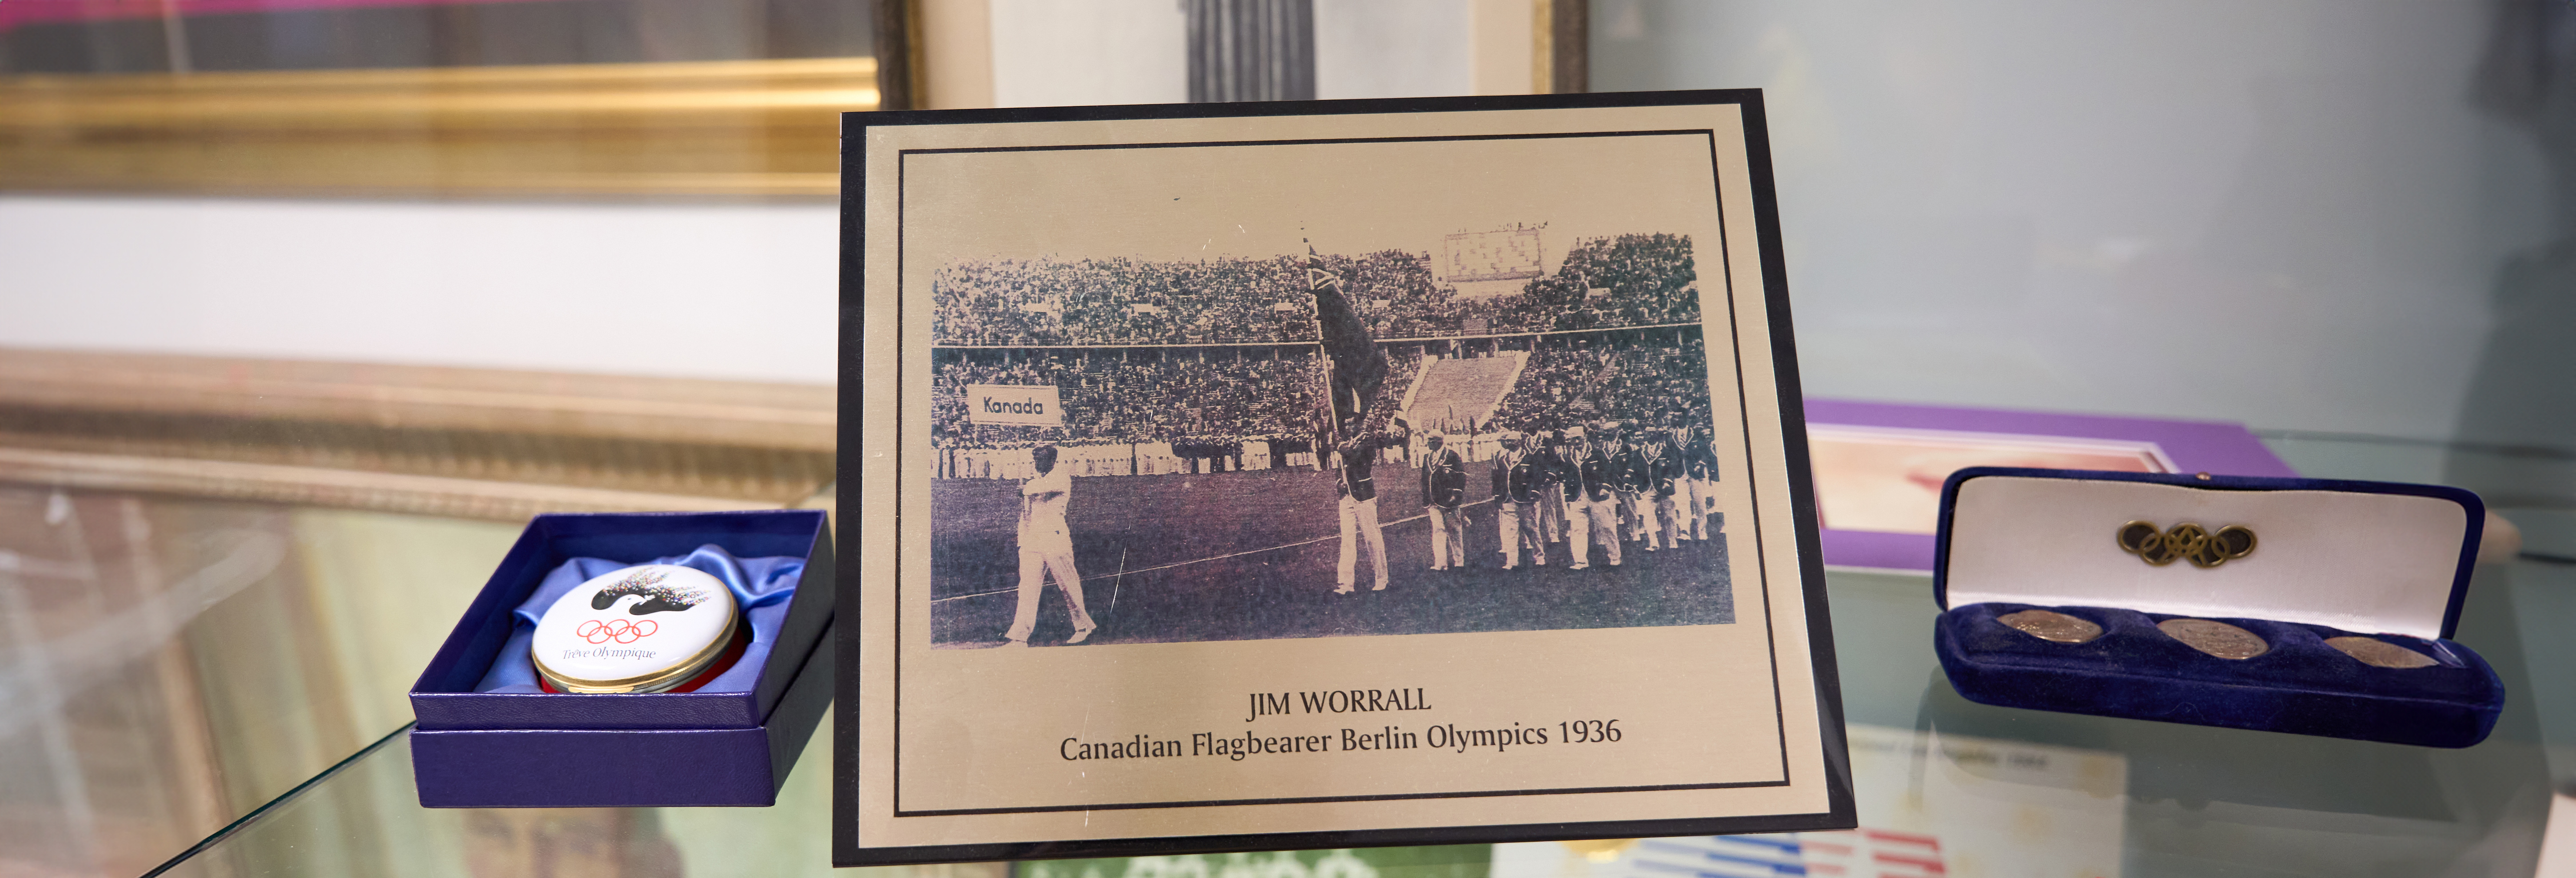 Kanada
Trêve Olympique
JIM WORRALL
Canadian Flagbearer Berlin Olympics 1936